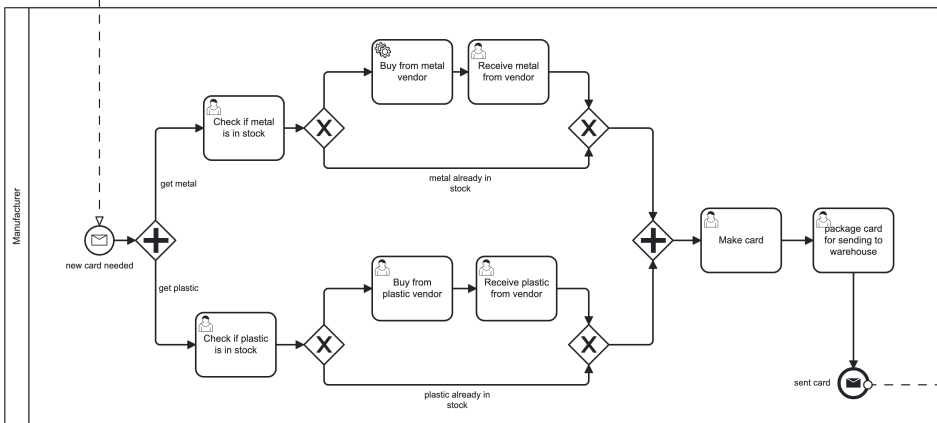 Manufacturer
new card needed
get metal
get plastic
Check if metal
is in stock
Buy from metal
vendor
Receive metal
from vendor
metal already in
stock
Check if plastic
is in stock
Buy from
plastic vendor
Receive plastic
from vendor
plastic already in
stock
Make card
package card
for sending to
warehouse
sent card